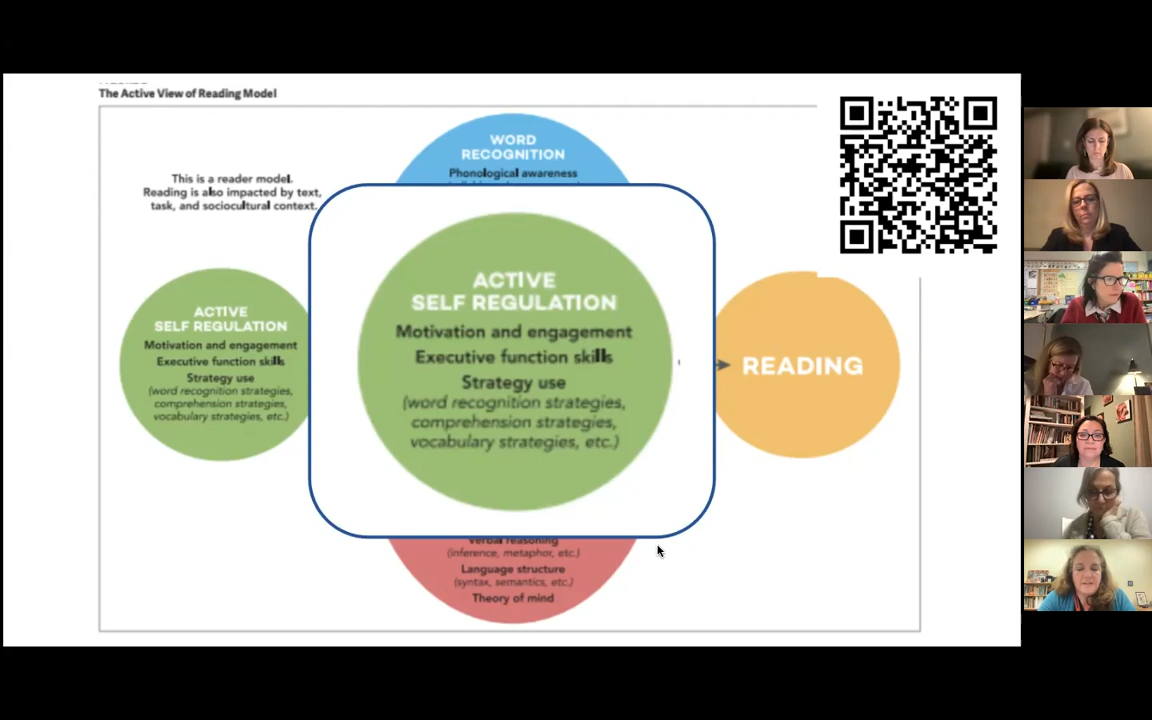 The Active View of Reading Model
This is a reader model.
Reading is also impacted by text,
task, and sociocultural context.
WORD
RECOGNITION
Phonological awareness
ACTIVE
SELF REGULATION
Motivation and engagement
Executive function skills
Strategy use
(word recognition strategies,
comprehension strategies,
vocabulary strategies, etc.)
ACTIVE
SELF REGULATION
Motivation and engagement
Executive function skills
Strategy use
(word recognition strategies,
comprehension strategies,
vocabulary strategies, etc.)
READING
Verbal reasoning
(inference, metaphor, etc.)
Language structure
(syntax, semantics, etc.)
Theory of mind